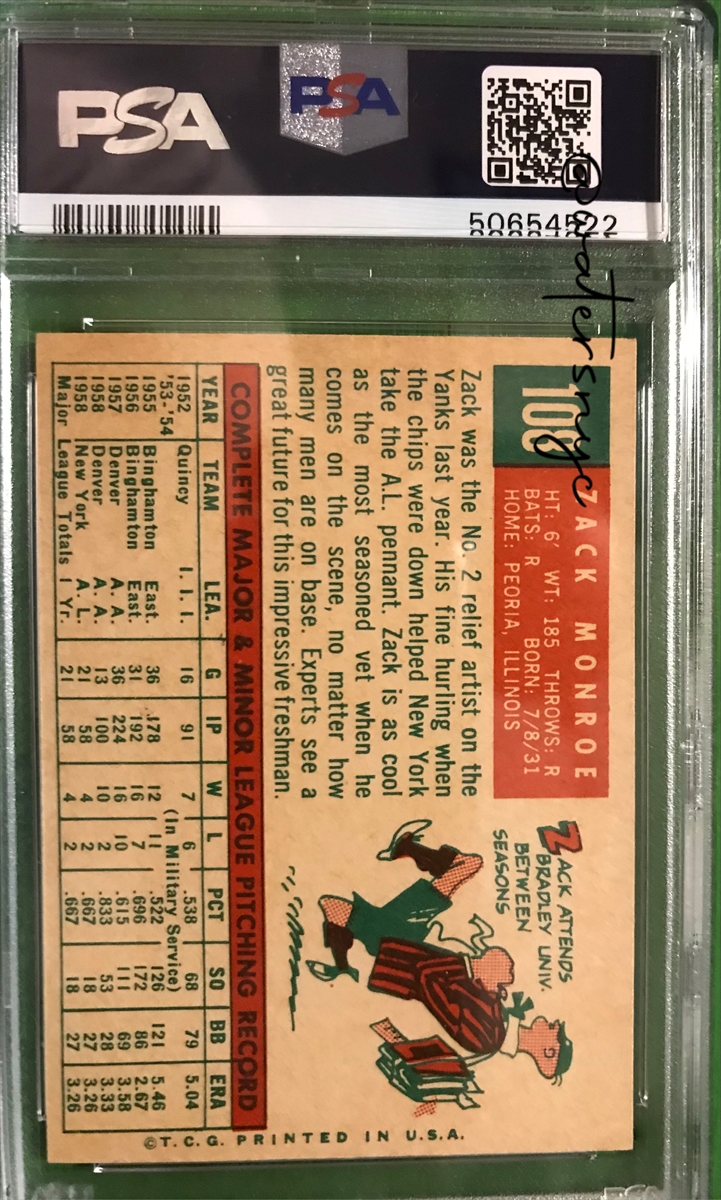 PSA
PSA
50654522
@watersnyc
108
ZACK MONROE
HT: 6' WT: 185 THROWS: R
BATS: R BORN: 7/8/31
HOME: PEORIA, ILLINOIS
Zack was the No. 2 relief artist on the
Yanks last year. His fine hurling when
the chips were down helped New York
take the A.L. pennant. Zack is as cool
as the most seasoned vet when he
comes on the scene, no matter how
many men are on base. Experts see a
great future for this impressive freshman.
ZACK ATTENDS
BRADLEY UNIV.
BETWEEN
SEASONS
COMPLETE MAJOR & MINOR LEAGUE PITCHING RECORD
YEAR TEAM LEA. G IP W L PCT SO BB ERA
1952 Quincy I. I. I. 16 91 7 6 .538 68 79 5.04
'53-'54 (In Military Service)
1955 Binghamton East. 36 178 12 11 .522 126 121 5.46
1956 Binghamton East. 31 192 16 7 .696 172 86 2.67
1957 Denver A. A. 36 224 16 10 .615 111 69 3.58
1958 Denver A. A. 13 100 10 2 .833 53 28 3.33
1958 New York A. L. 21 58 4 2 .667 18 27 3.26
Major League Totals 1 Yr. 21 58 4 2 .667 18 27 3.26
©T.C.G. PRINTED IN U.S.A.